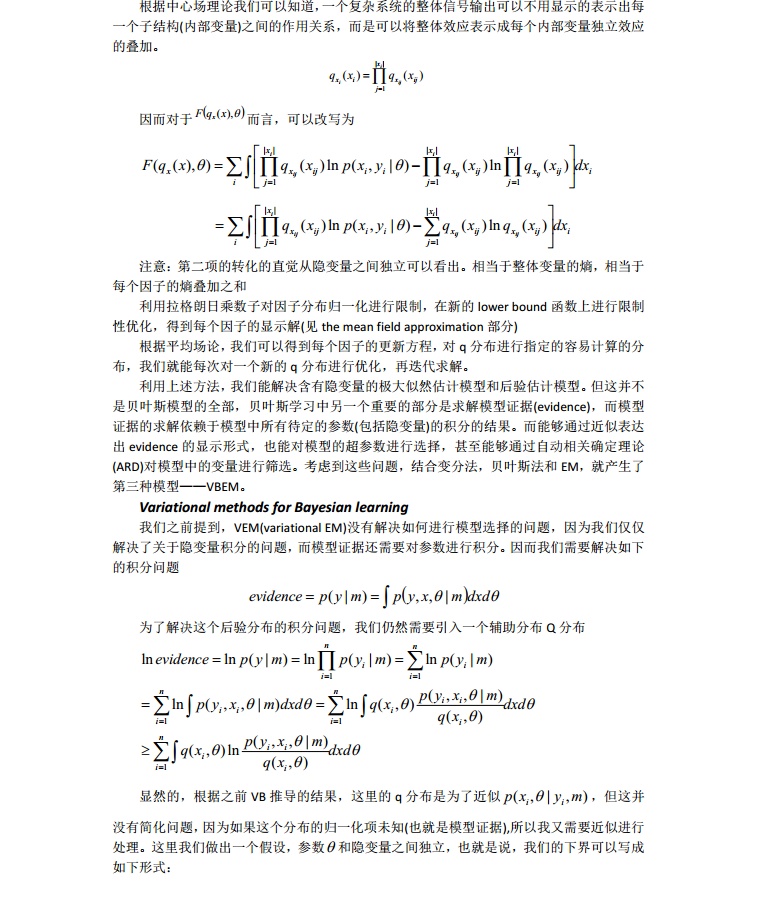 根据中心场理论我们可以知道，一个复杂系统的整体信号输出可以不用显示的表示出每
一个子结构(内部变量)之间的作用关系，而是可以将整体效应表示成每个内部变量独立效应
的叠加。
$q_{x_i}(x_i)=\prod_{j=1}^{|x_i|} q_{x_{ij}}(x_{ij})$
因而对于 $F(q_x(x),\theta)$ 而言，可以改写为
$F(q_x(x),\theta)=\sum_i \int \left[ \prod_{j=1}^{|x_i|} q_{x_{ij}}(x_{ij}) \ln p(x_i,y_i|\theta) - \prod_{j=1}^{|x_i|} q_{x_{ij}}(x_{ij}) \ln \prod_{j=1}^{|x_i|} q_{x_{ij}}(x_{ij}) \right] dx_i$
$=\sum_i \int \left[ \prod_{j=1}^{|x_i|} q_{x_{ij}}(x_{ij}) \ln p(x_i,y_i|\theta) - \sum_{j=1}^{|x_i|} q_{x_{ij}}(x_{ij}) \ln q_{x_{ij}}(x_{ij}) \right] dx_i$
注意：第二项的转化的直觉从隐变量之间独立可以看出。相当于整体变量的熵，相当于
每个因子的熵叠加之和
利用拉格朗日乘数子对因子分布归一化进行限制，在新的 lower bound 函数上进行限制
性优化，得到每个因子的显示解(见 the mean field approximation 部分)
根据平均场论，我们可以得到每个因子的更新方程，对 q 分布进行指定的容易计算的分
布，我们就能每次对一个新的 q 分布进行优化，再迭代求解。
利用上述方法，我们能解决含有隐变量的极大似然估计模型和后验估计模型。但这并不
是贝叶斯模型的全部，贝叶斯学习中另一个重要的部分是求解模型证据(evidence)，而模型
证据的求解依赖于模型中所有待定的参数(包括隐变量)的积分的结果。而能够通过近似表达
出 evidence 的显示形式，也能对模型的超参数进行选择，甚至能够通过自动相关确定理论
(ARD)对模型中的变量进行筛选。考虑到这些问题，结合变分法，贝叶斯法和 EM，就产生了
第三种模型——VBEM。
Variational methods for Bayesian learning
我们之前提到，VEM(variational EM)没有解决如何进行模型选择的问题，因为我们仅仅
解决了关于隐变量积分的问题，而模型证据还需要对参数进行积分。因而我们需要解决如下
的积分问题
$evidence = p(y|m) = \int p(y,x,\theta|m)dxd\theta$
为了解决这个后验分布的积分问题，我们仍然需要引入一个辅助分布 Q 分布
$\ln evidence = \ln p(y|m) = \ln \prod_{i=1}^{n} p(y_i|m) = \sum_{i=1}^{n} \ln p(y_i|m)$
$=\sum_{i=1}^{n} \ln \int p(y_i,x_i,\theta|m)dxd\theta = \sum_{i=1}^{n} \ln \int q(x_i,\theta) \frac{p(y_i,x_i,\theta|m)}{q(x_i,\theta)} dxd\theta$
$\geq \sum_{i=1}^{n} \int q(x_i,\theta) \ln \frac{p(y_i,x_i,\theta|m)}{q(x_i,\theta)} dxd\theta$
显然的，根据之前 VB 推导的结果，这里的 q 分布是为了近似 $p(x_i,\theta|y_i,m)$，但这并
没有简化问题，因为如果这个分布的归一化项未知(也就是模型证据),所以我又需要近似进行
处理。这里我们做出一个假设，参数 $\theta$ 和隐变量之间独立，也就是说，我们的下界可以写成
如下形式：